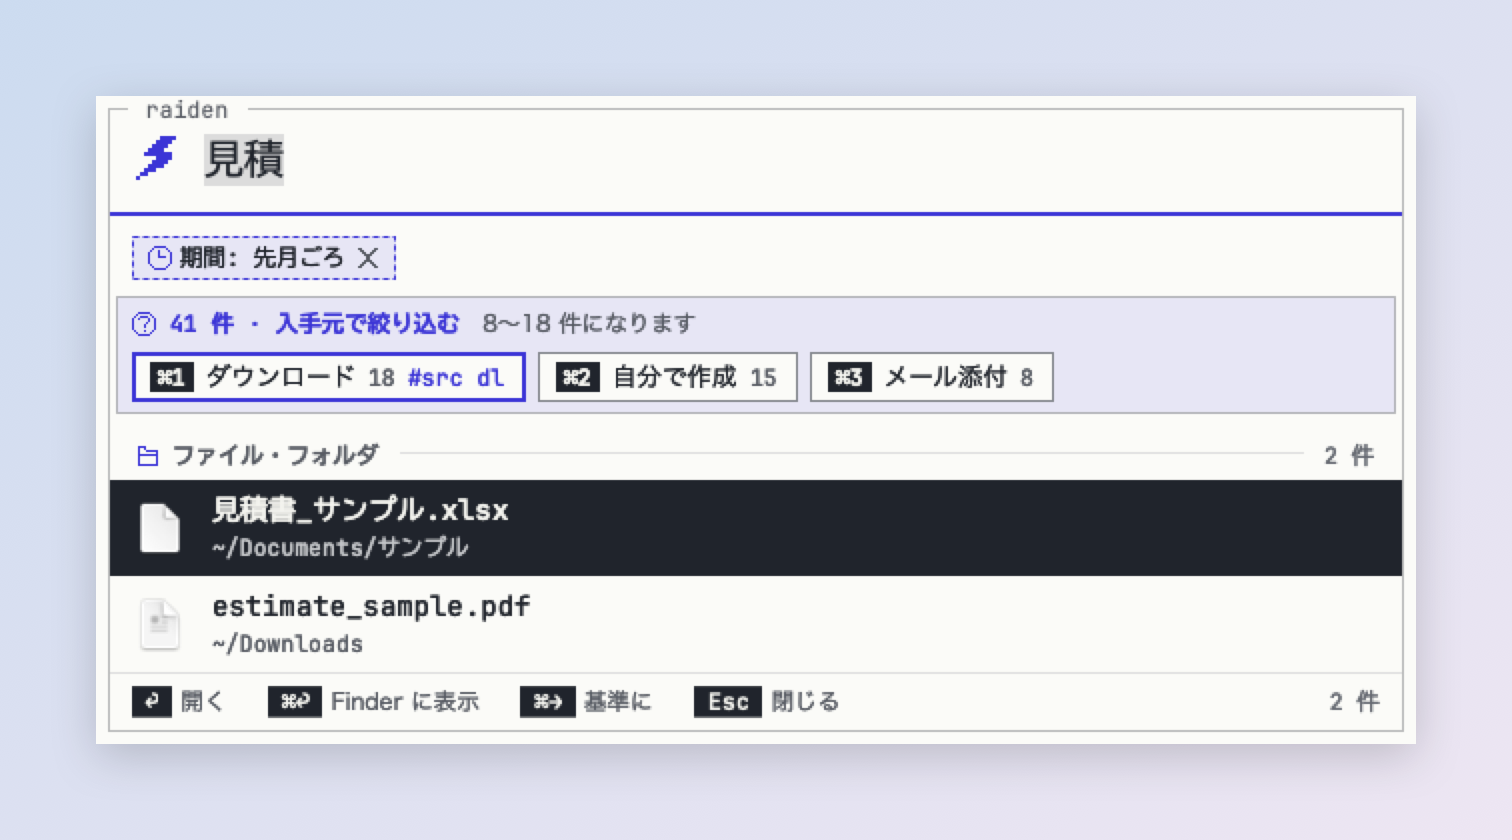 raiden
見積
期間: 先月ごろ
41 件 · 入手元で絞り込む 8〜18 件になります
⌘1 ダウンロード 18 #src dl ⌘2 自分で作成 15 ⌘3 メール添付 8
ファイル・フォルダ 2 件
見積書_サンプル.xlsx
~/Documents/サンプル
estimate_sample.pdf
~/Downloads
⏎ 開く ⌘⏎ Finder に表示 ⌘→ 基準に Esc 閉じる 2 件